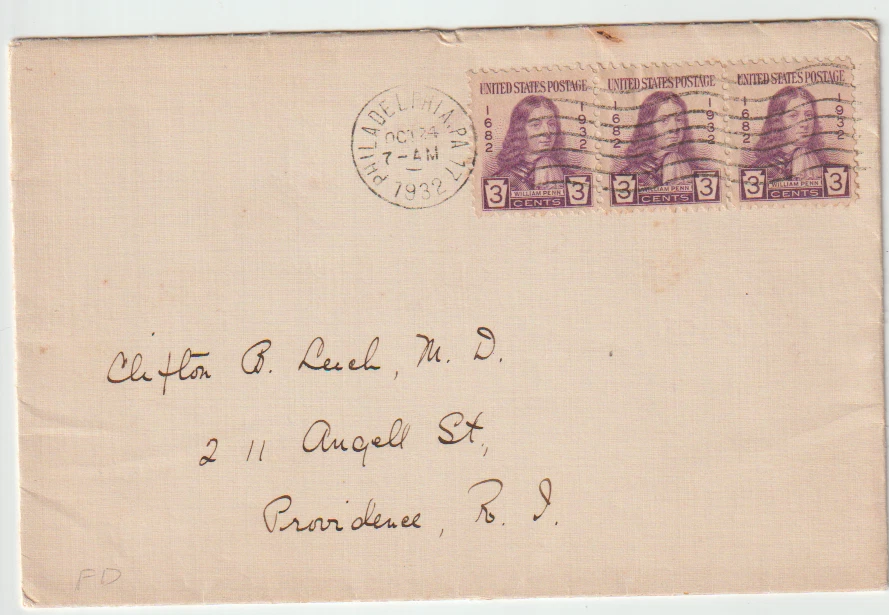 PHILADELPHIA, PA. 17
OCT 24
7-AM
1932
UNITED STATES POSTAGE
1682 1932
WILLIAM PENN
3 CENTS 3
UNITED STATES POSTAGE
1682 1932
WILLIAM PENN
3 CENTS 3
UNITED STATES POSTAGE
1682 1932
WILLIAM PENN
3 CENTS 3
Clifton B. Leech, M. D.
211 Angell St.,
Providence, R. I.
FD